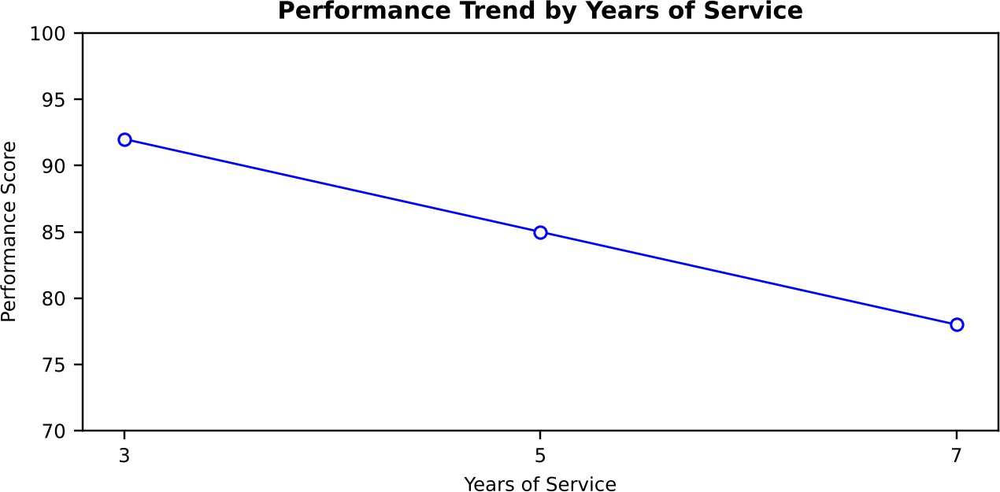 Performance Trend by Years of Service
100
95
90
85
80
75
70
Performance Score
3 5 7
Years of Service